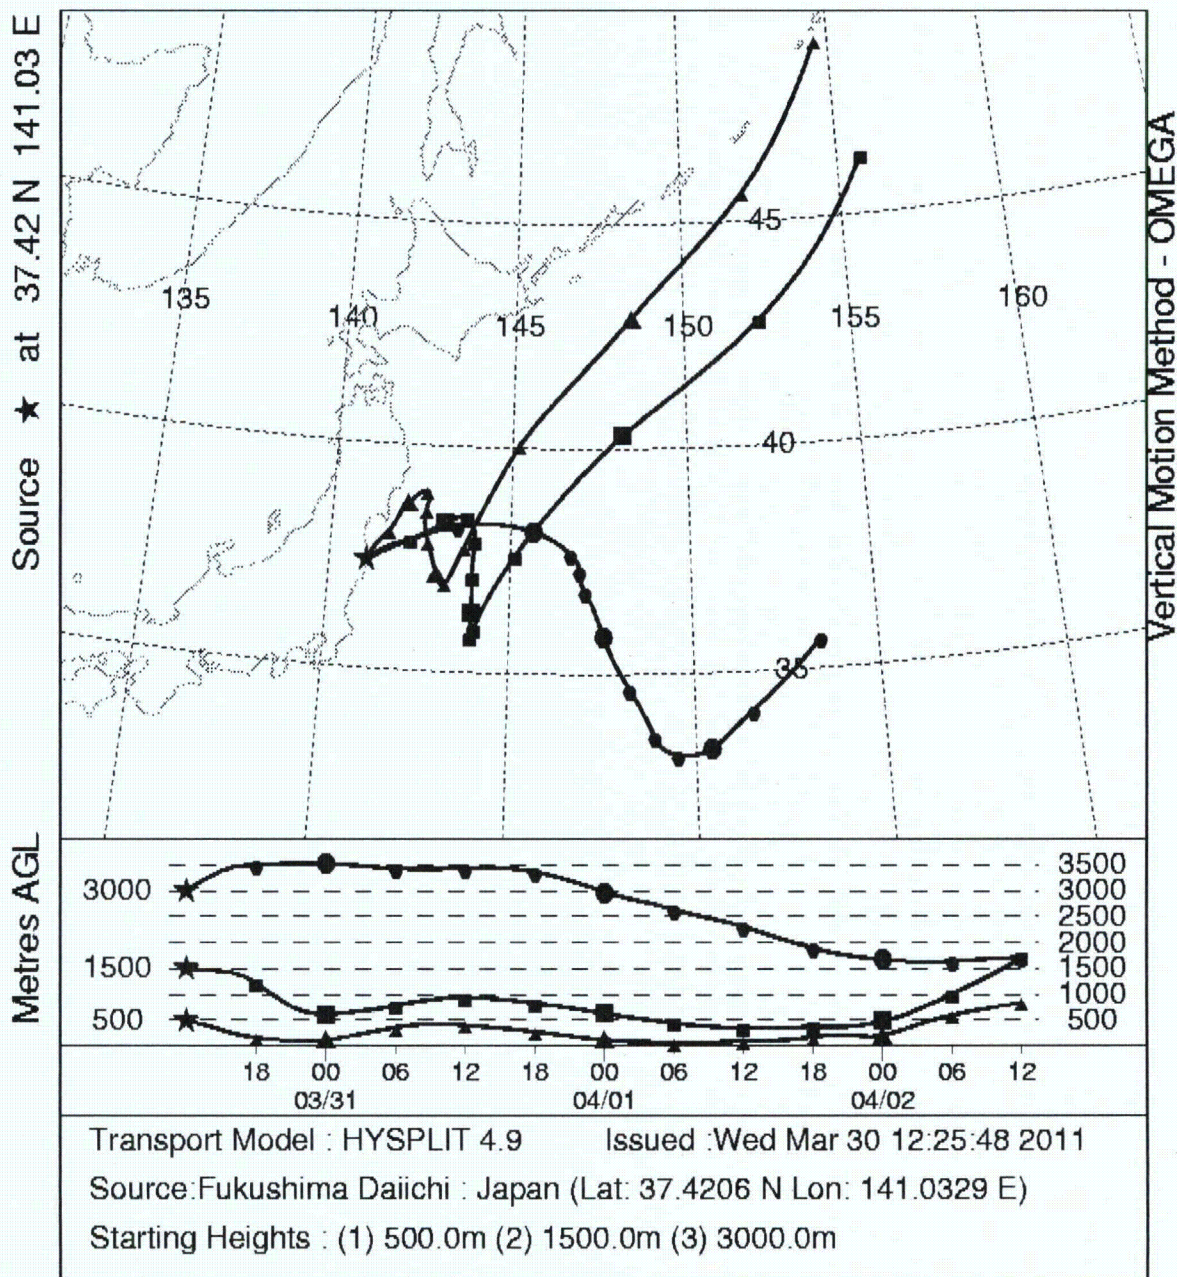 Source ★ at 37.42 N 141.03 E
Vertical Motion Method - OMEGA
45
135
140
145
150
155
160
40
35
Metres AGL
3000
1500
500
3500
3000
2500
2000
1500
1000
500
18 00 06 12 18 00 06 12 18 00 06 12
03/31 04/01 04/02
Transport Model : HYSPLIT 4.9 Issued :Wed Mar 30 12:25:48 2011
Source:Fukushima Daiichi : Japan (Lat: 37.4206 N Lon: 141.0329 E)
Starting Heights : (1) 500.0m (2) 1500.0m (3) 3000.0m